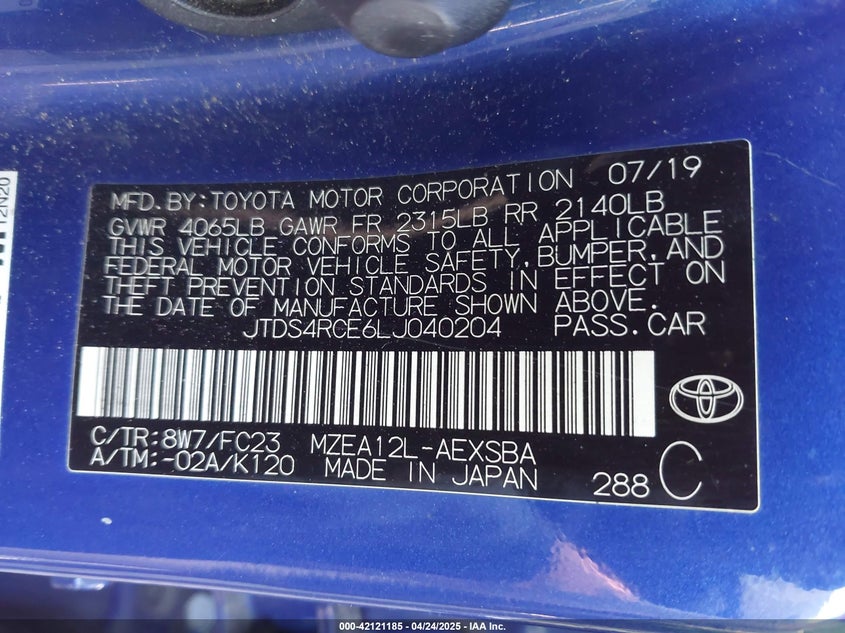 MFD.BY:TOYOTA MOTOR CORPORATION 07/19
GVWR 4065LB GAWR FR 2315LB RR 2140LB
THIS VEHICLE CONFORMS TO ALL APPLICABLE
FEDERAL MOTOR VEHICLE SAFETY,BUMPER,AND
THEFT PREVENTION STANDARDS IN EFFECT ON
THE DATE OF MANUFACTURE SHOWN ABOVE.
JTDS4RCE6LJ040204 PASS.CAR
C/TR:8W7/FC23 MZEA12L-AEXSBA
A/TM:-02A/K120 MADE IN JAPAN 288 C
12N20
000-42121185 - 04/24/2025 - IAA Inc.